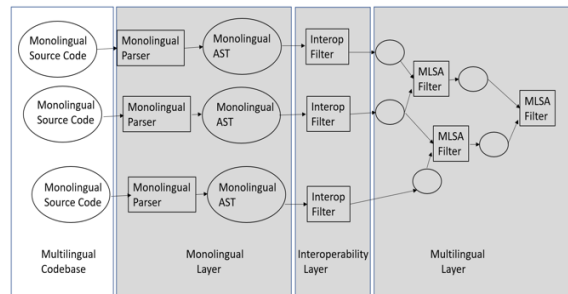 Monolingual
Source Code
Monolingual
Parser
Monolingual
AST
Interop
Filter
MLSA
Filter
MLSA
Filter
Monolingual
Source Code
Monolingual
Parser
Monolingual
AST
Interop
Filter
MLSA
Filter
Monolingual
Source Code
Monolingual
Parser
Monolingual
AST
Interop
Filter
Multilingual
Codebase
Monolingual
Layer
Interoperability
Layer
Multilingual
Layer